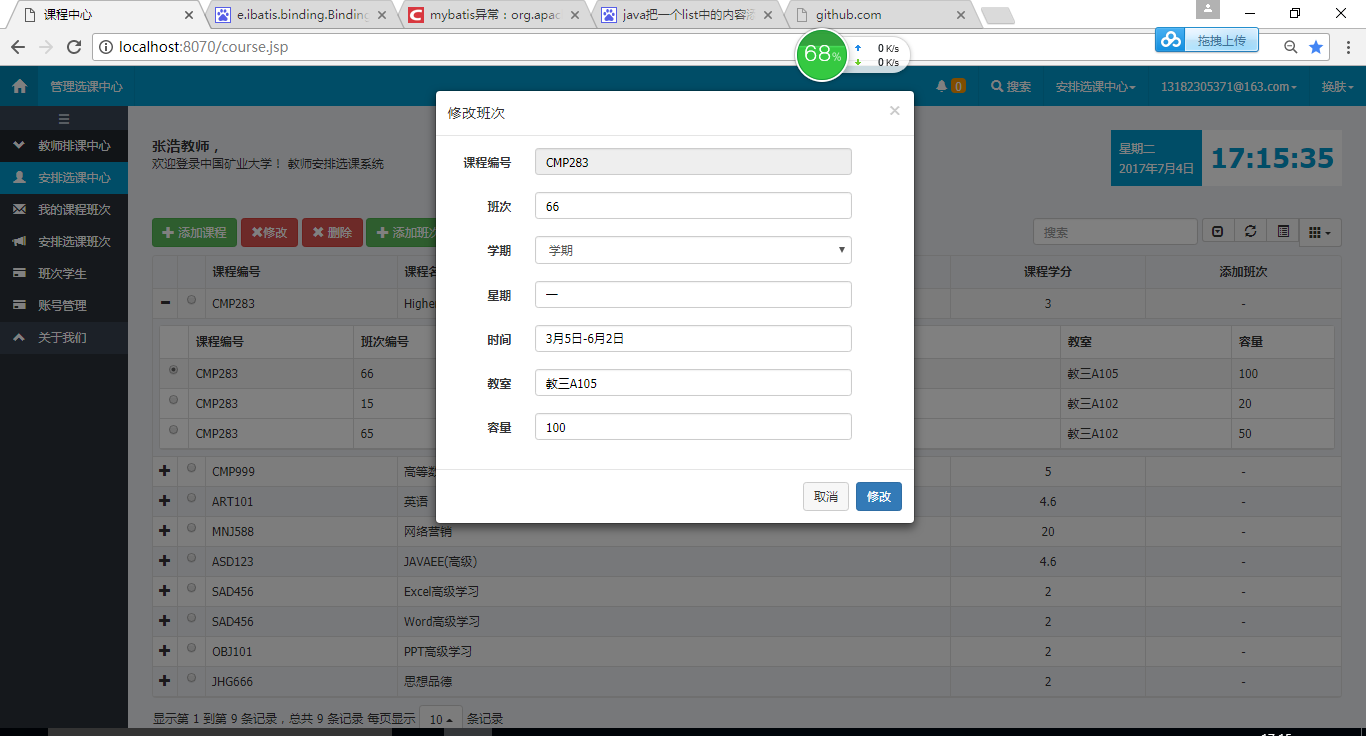 课程中心
e.ibatis.binding.Binding
mybatis异常：org.apac
java把一个list中的内容添
github.com
localhost:8070/course.jsp
68%
0 K/s
0 K/s
拖拽上传
管理选课中心
0
搜索
安排选课中心
13182305371@163.com
换肤
教师排课中心
安排选课中心
我的课程班次
安排选课班次
班次学生
账号管理
关于我们
张浩教师，
欢迎登录中国矿业大学！ 教师安排选课系统
星期二
2017年7月4日
17:15:35
添加课程
修改
删除
添加班次
搜索
课程编号
课程名
课程学分
添加班次
CMP283
Highe
3
-
课程编号
班次编号
教室
容量
CMP283
66
教三A105
100
CMP283
15
教三A102
20
CMP283
65
教三A102
50
CMP999
高等数
5
-
ART101
英语
4.6
-
MNJ588
网络营销
20
-
ASD123
JAVAEE(高级)
4.6
-
SAD456
Excel高级学习
2
-
SAD456
Word高级学习
2
-
OBJ101
PPT高级学习
2
-
JHG666
思想品德
2
-
显示第 1 到第 9 条记录，总共 9 条记录 每页显示 10 条记录
修改班次
×
课程编号
CMP283
班次
66
学期
学期
星期
一
时间
3月5日-6月2日
教室
教三A105
容量
100
取消
修改